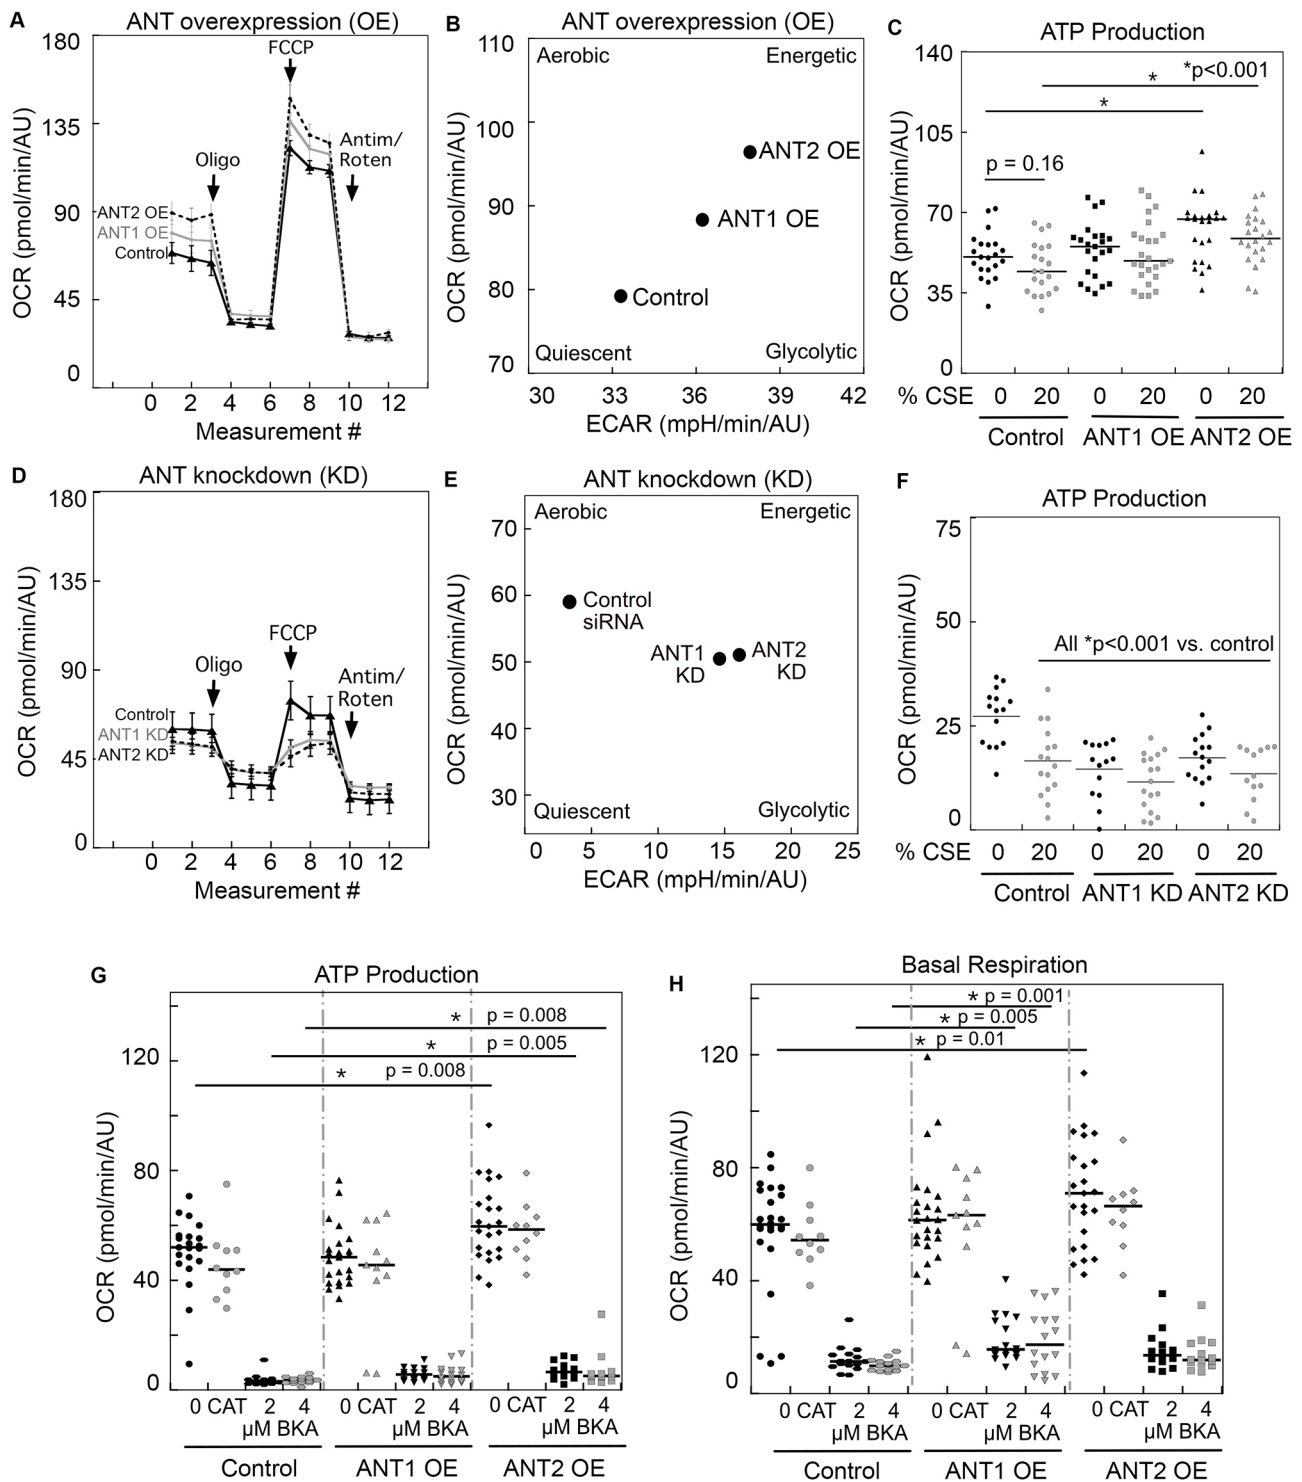 A
ANT overexpression (OE)
OCR (pmol/min/AU)
180
135
90
45
0
FCCP
Oligo
Antim/
Roten
ANT2 OE
ANT1 OE
Control
0 2 4 6 8 10 12
Measurement #
B
ANT overexpression (OE)
OCR (pmol/min/AU)
110
100
90
80
70
Aerobic
Energetic
ANT2 OE
ANT1 OE
Control
Quiescent
Glycolytic
30 33 36 39 42
ECAR (mpH/min/AU)
C
ATP Production
OCR (pmol/min/AU)
140
105
70
35
0
* *p<0.001
*
p = 0.16
% CSE 0 20 0 20 0 20
Control ANT1 OE ANT2 OE
D
ANT knockdown (KD)
OCR (pmol/min/AU)
180
135
90
45
0
FCCP
Oligo
Antim/
Roten
Control
ANT1 KD
ANT2 KD
0 2 4 6 8 10 12
Measurement #
E
ANT knockdown (KD)
OCR (pmol/min/AU)
70
60
50
40
30
Aerobic
Energetic
Control
siRNA
ANT1
KD
ANT2
KD
Quiescent
Glycolytic
0 5 10 15 20 25
ECAR (mpH/min/AU)
F
ATP Production
OCR (pmol/min/AU)
75
50
25
0
All *p<0.001 vs. control
% CSE 0 20 0 20 0 20
Control ANT1 KD ANT2 KD
G
ATP Production
OCR (pmol/min/AU)
120
80
40
0
* p = 0.008
* p = 0.005
* p = 0.008
0 CAT 2 4 0 CAT 2 4 0 CAT 2 4
µM BKA µM BKA µM BKA
Control ANT1 OE ANT2 OE
H
Basal Respiration
OCR (pmol/min/AU)
120
80
40
0
* p = 0.001
* p = 0.005
* p = 0.01
0 CAT 2 4 0 CAT 2 4 0 CAT 2 4
µM BKA µM BKA µM BKA
Control ANT1 OE ANT2 OE